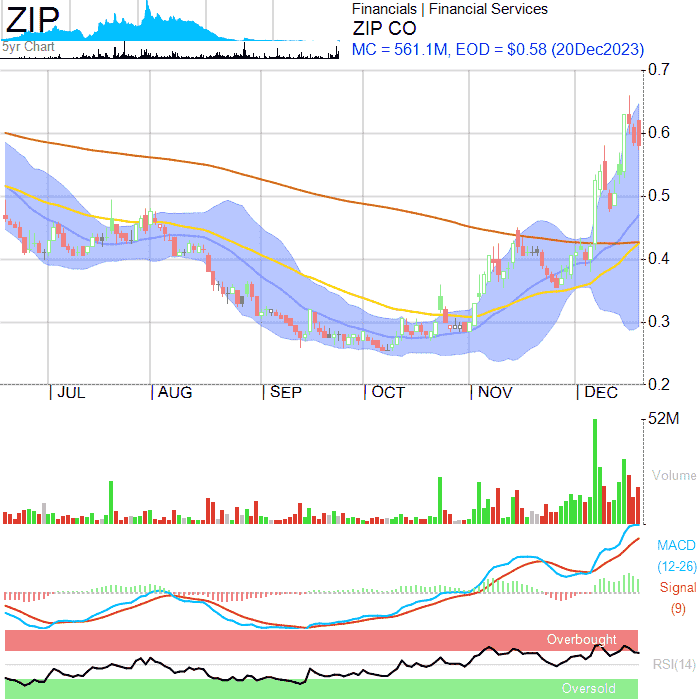 ZIP
5yr Chart
Financials | Financial Services
ZIP CO
MC = 561.1M, EOD = $0.58 (20Dec2023)
0.7
0.6
0.5
0.4
0.3
0.2
JUL AUG SEP OCT NOV DEC
52M
Volume
MACD
(12-26)
Signal
(9)
Overbought
RSI(14)
Oversold